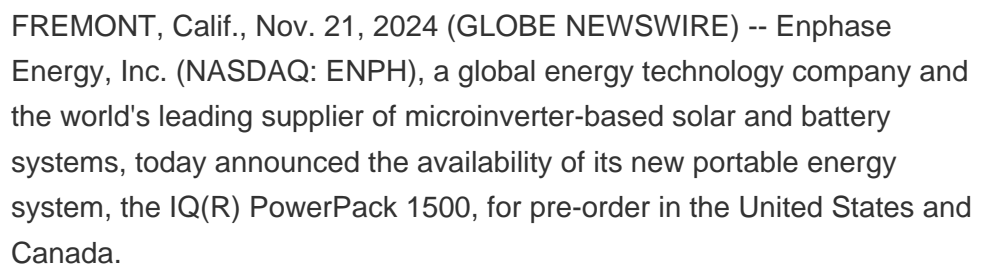 FREMONT, Calif., Nov. 21, 2024 (GLOBE NEWSWIRE) -- Enphase
Energy, Inc. (NASDAQ: ENPH), a global energy technology company and
the world's leading supplier of microinverter-based solar and battery
systems, today announced the availability of its new portable energy
system, the IQ(R) PowerPack 1500, for pre-order in the United States and
Canada.